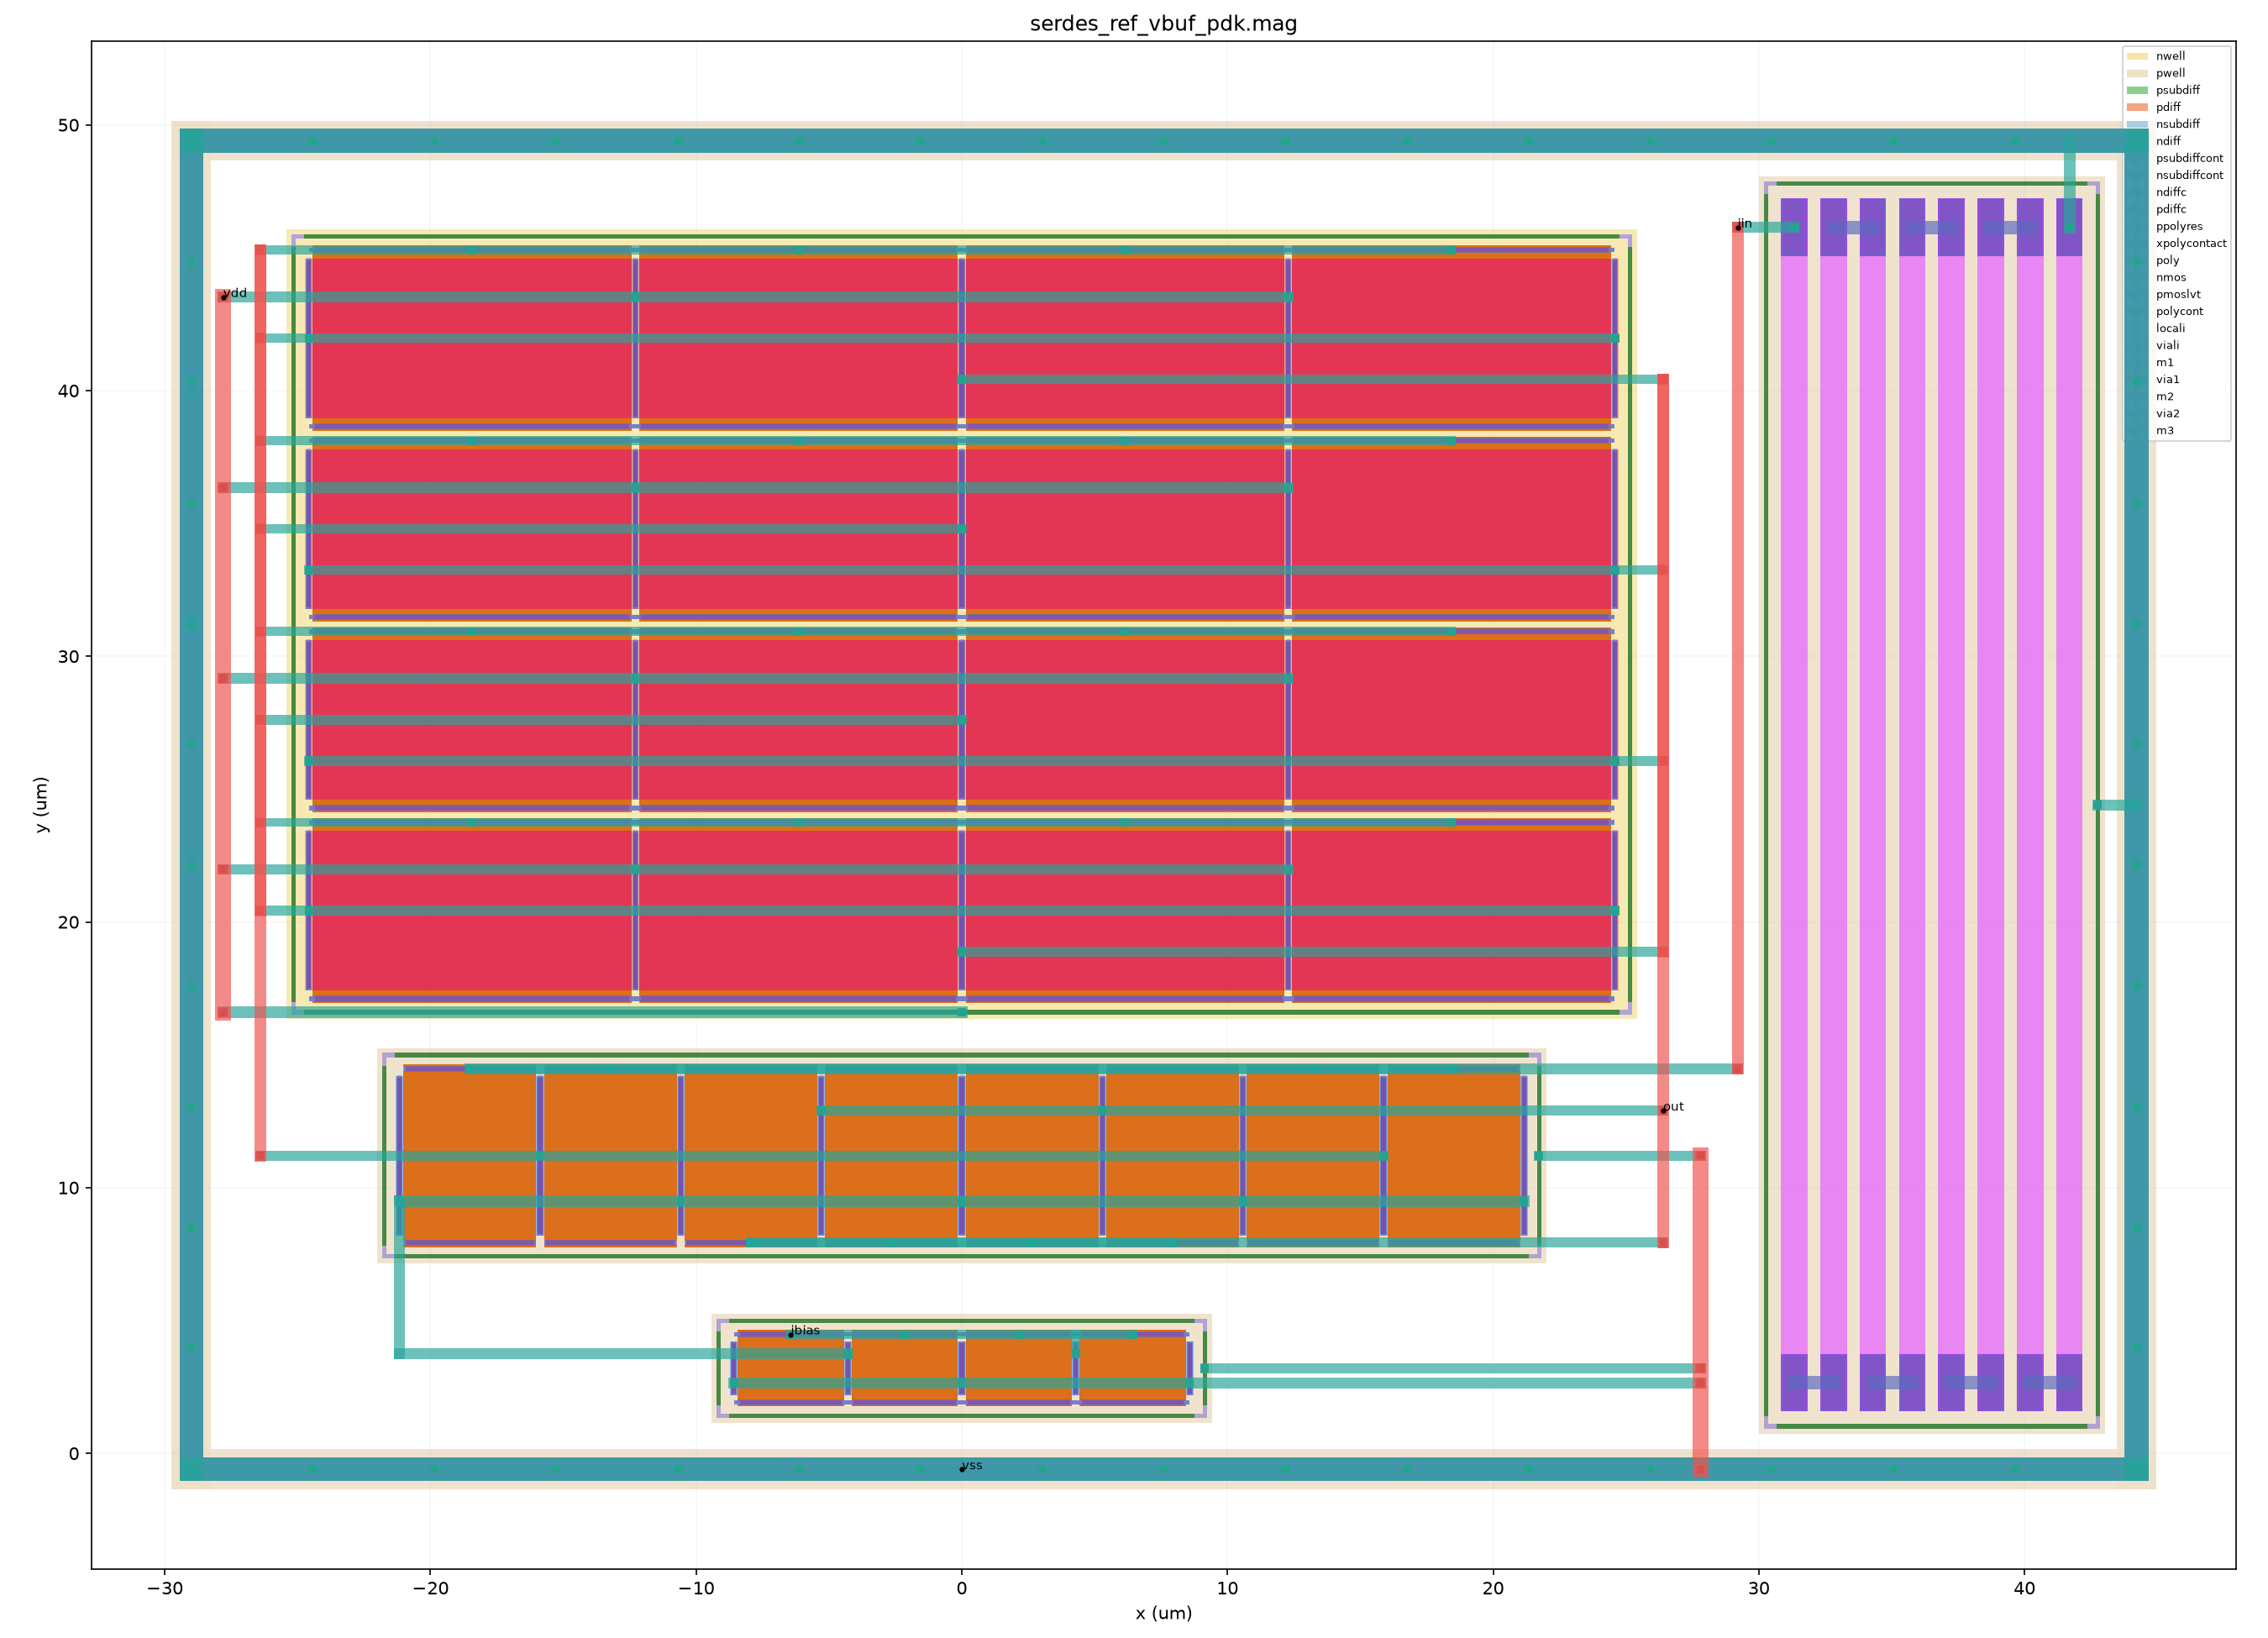 serdes_ref_vbuf_pdk.mag
nwell
pwell
psubdiff
pdiff
nsubdiff
ndiff
psubdiffcont
nsubdiffcont
ndiffc
pdiffc
ppolyres
xpolycontact
poly
nmos
pmoslvt
polycont
locali
viali
m1
via1
m2
via2
m3
50
40
30
20
10
0
y (um)
iin
vdd
out
ibias
vss
−30
−20
−10
0
10
20
30
40
x (um)